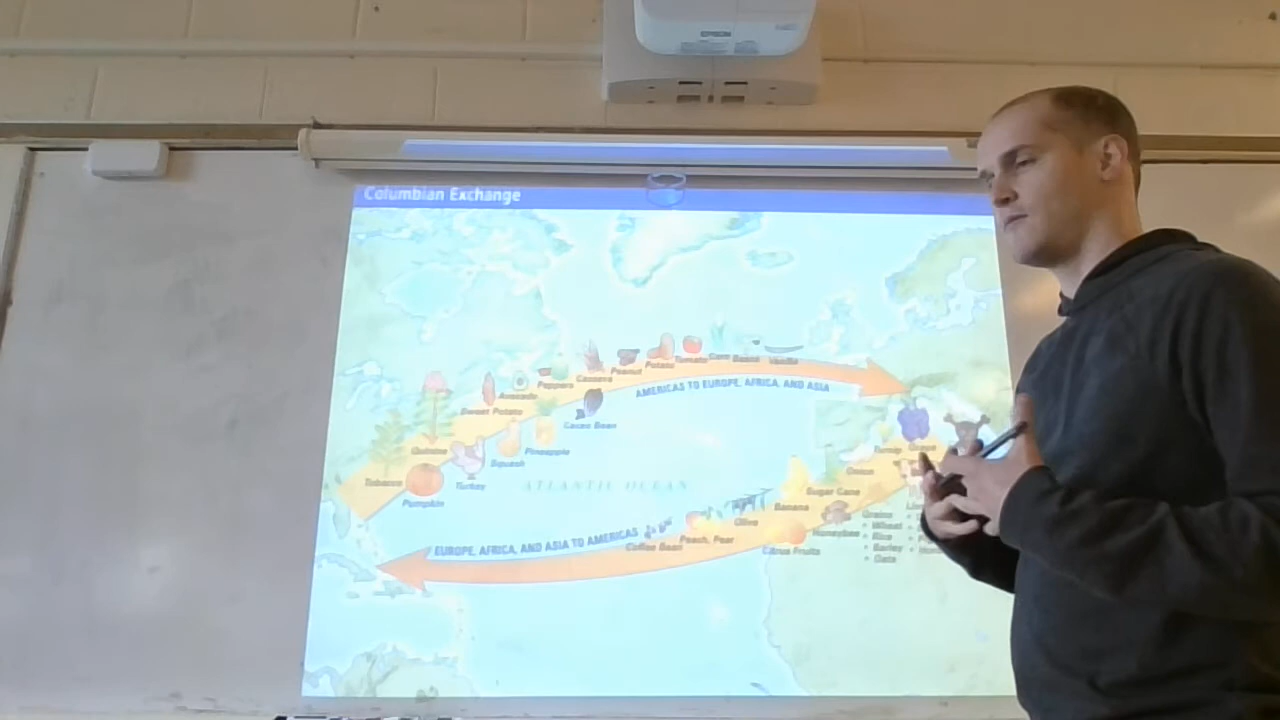 EPSON
Columbian Exchange
Vanilla
Beans
Corn
Tomato
Potato
Peanut
Cassava
Peppers
Avocado
Sweet Potato
AMERICAS TO EUROPE, AFRICA, AND ASIA
Cacao Bean
Quinine
Pineapple
Squash
Tobacco
Turkey
Pumpkin
ATLANTIC OCEAN
Turnip
Grape
Onion
Sugar Cane
Banana
Olive
Honeybee
Peach, Pear
Coffee Bean
Citrus Fruits
Grains
• Wheat
• Rice
• Barley
• Oats
EUROPE, AFRICA, AND ASIA TO AMERICAS